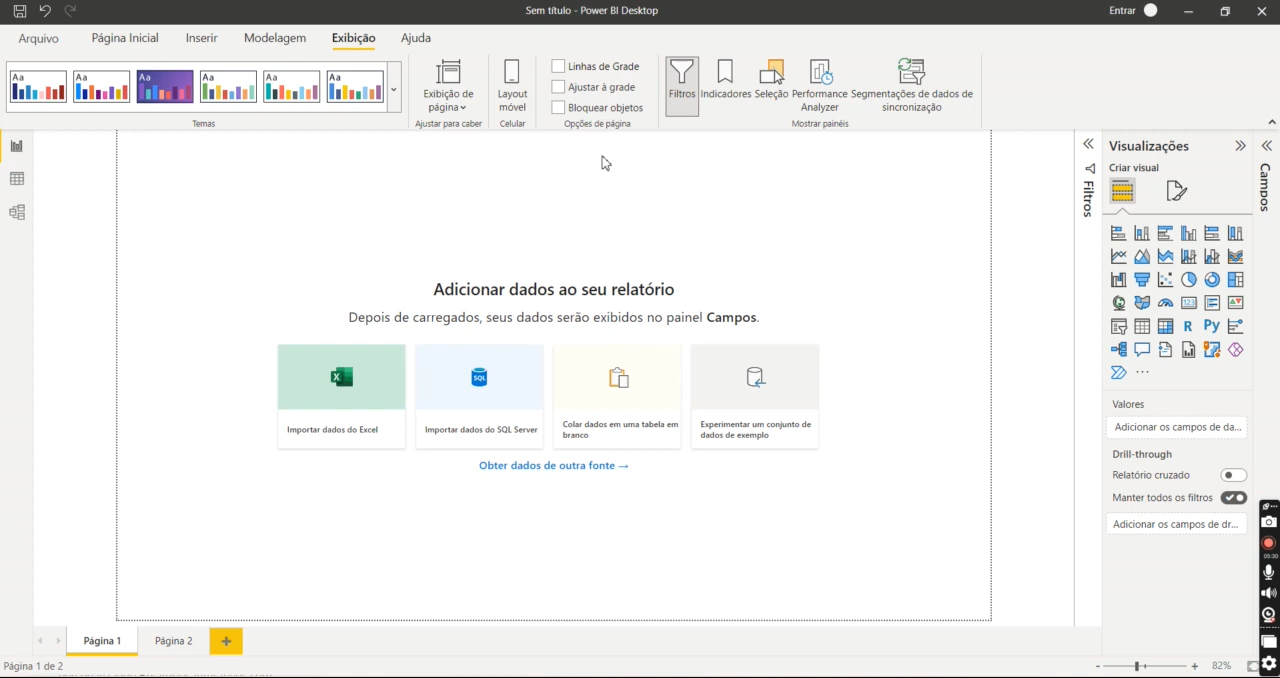 Sem título - Power BI Desktop
Entrar
Arquivo
Página Inicial
Inserir
Modelagem
Exibição
Ajuda
Aa
Aa
Aa
Aa
Aa
Aa
Exibição de
página
Layout
móvel
Linhas de Grade
Ajustar à grade
Bloquear objetos
Filtros
Indicadores
Seleção
Performance
Analyzer
Segmentações de dados de
sincronização
Temas
Ajustar para caber
Celular
Opções de página
Mostrar painéis
Filtros
Visualizações
Criar visual
Campos
R
Py
123
Adicionar dados ao seu relatório
Depois de carregados, seus dados serão exibidos no painel Campos.
X
SQL
Importar dados do Excel
Importar dados do SQL Server
Colar dados em uma tabela em
branco
Experimentar um conjunto de
dados de exemplo
Obter dados de outra fonte →
Valores
Adicionar os campos de da...
Drill-through
Relatório cruzado
Manter todos os filtros
Adicionar os campos de dr...
05:30
Página 1
Página 2
+
Página 1 de 2
- + 82%